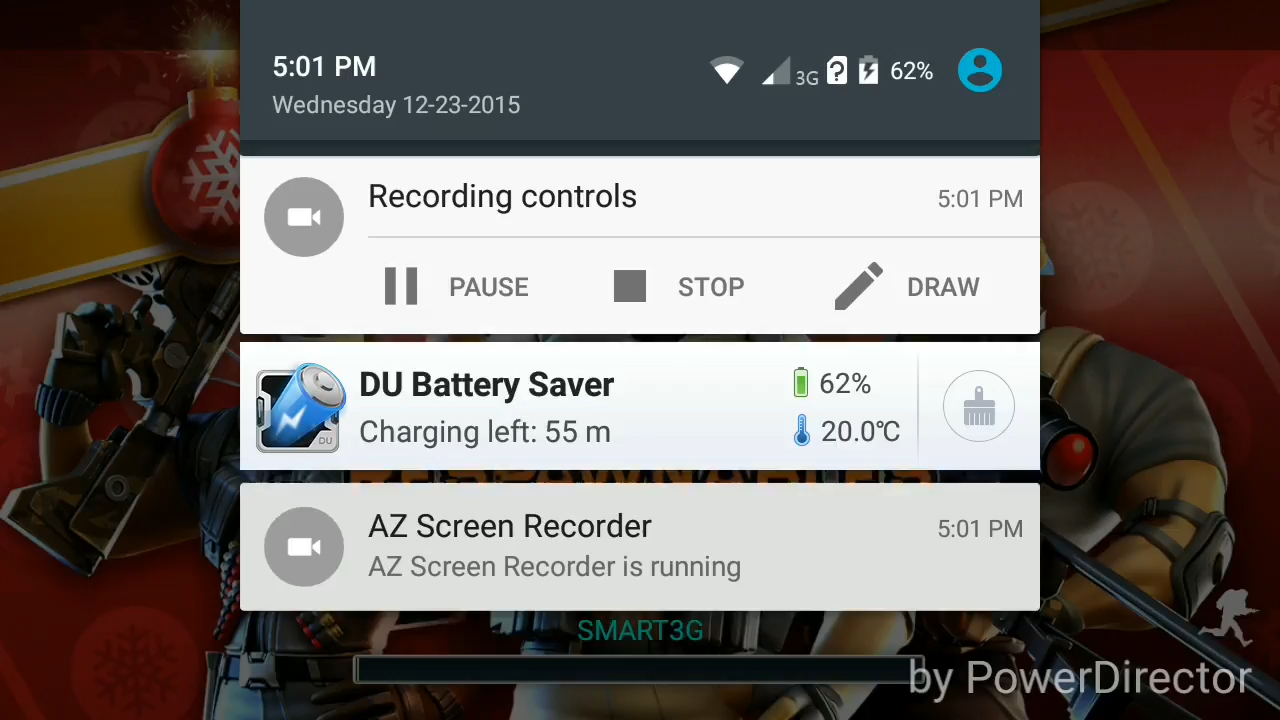 5:01 PM
3G
62%
Wednesday 12-23-2015
Recording controls
5:01 PM
PAUSE
STOP
DRAW
DU Battery Saver
62%
Charging left: 55 m
20.0℃
DU
AZ Screen Recorder
5:01 PM
AZ Screen Recorder is running
SMART3G
by PowerDirector